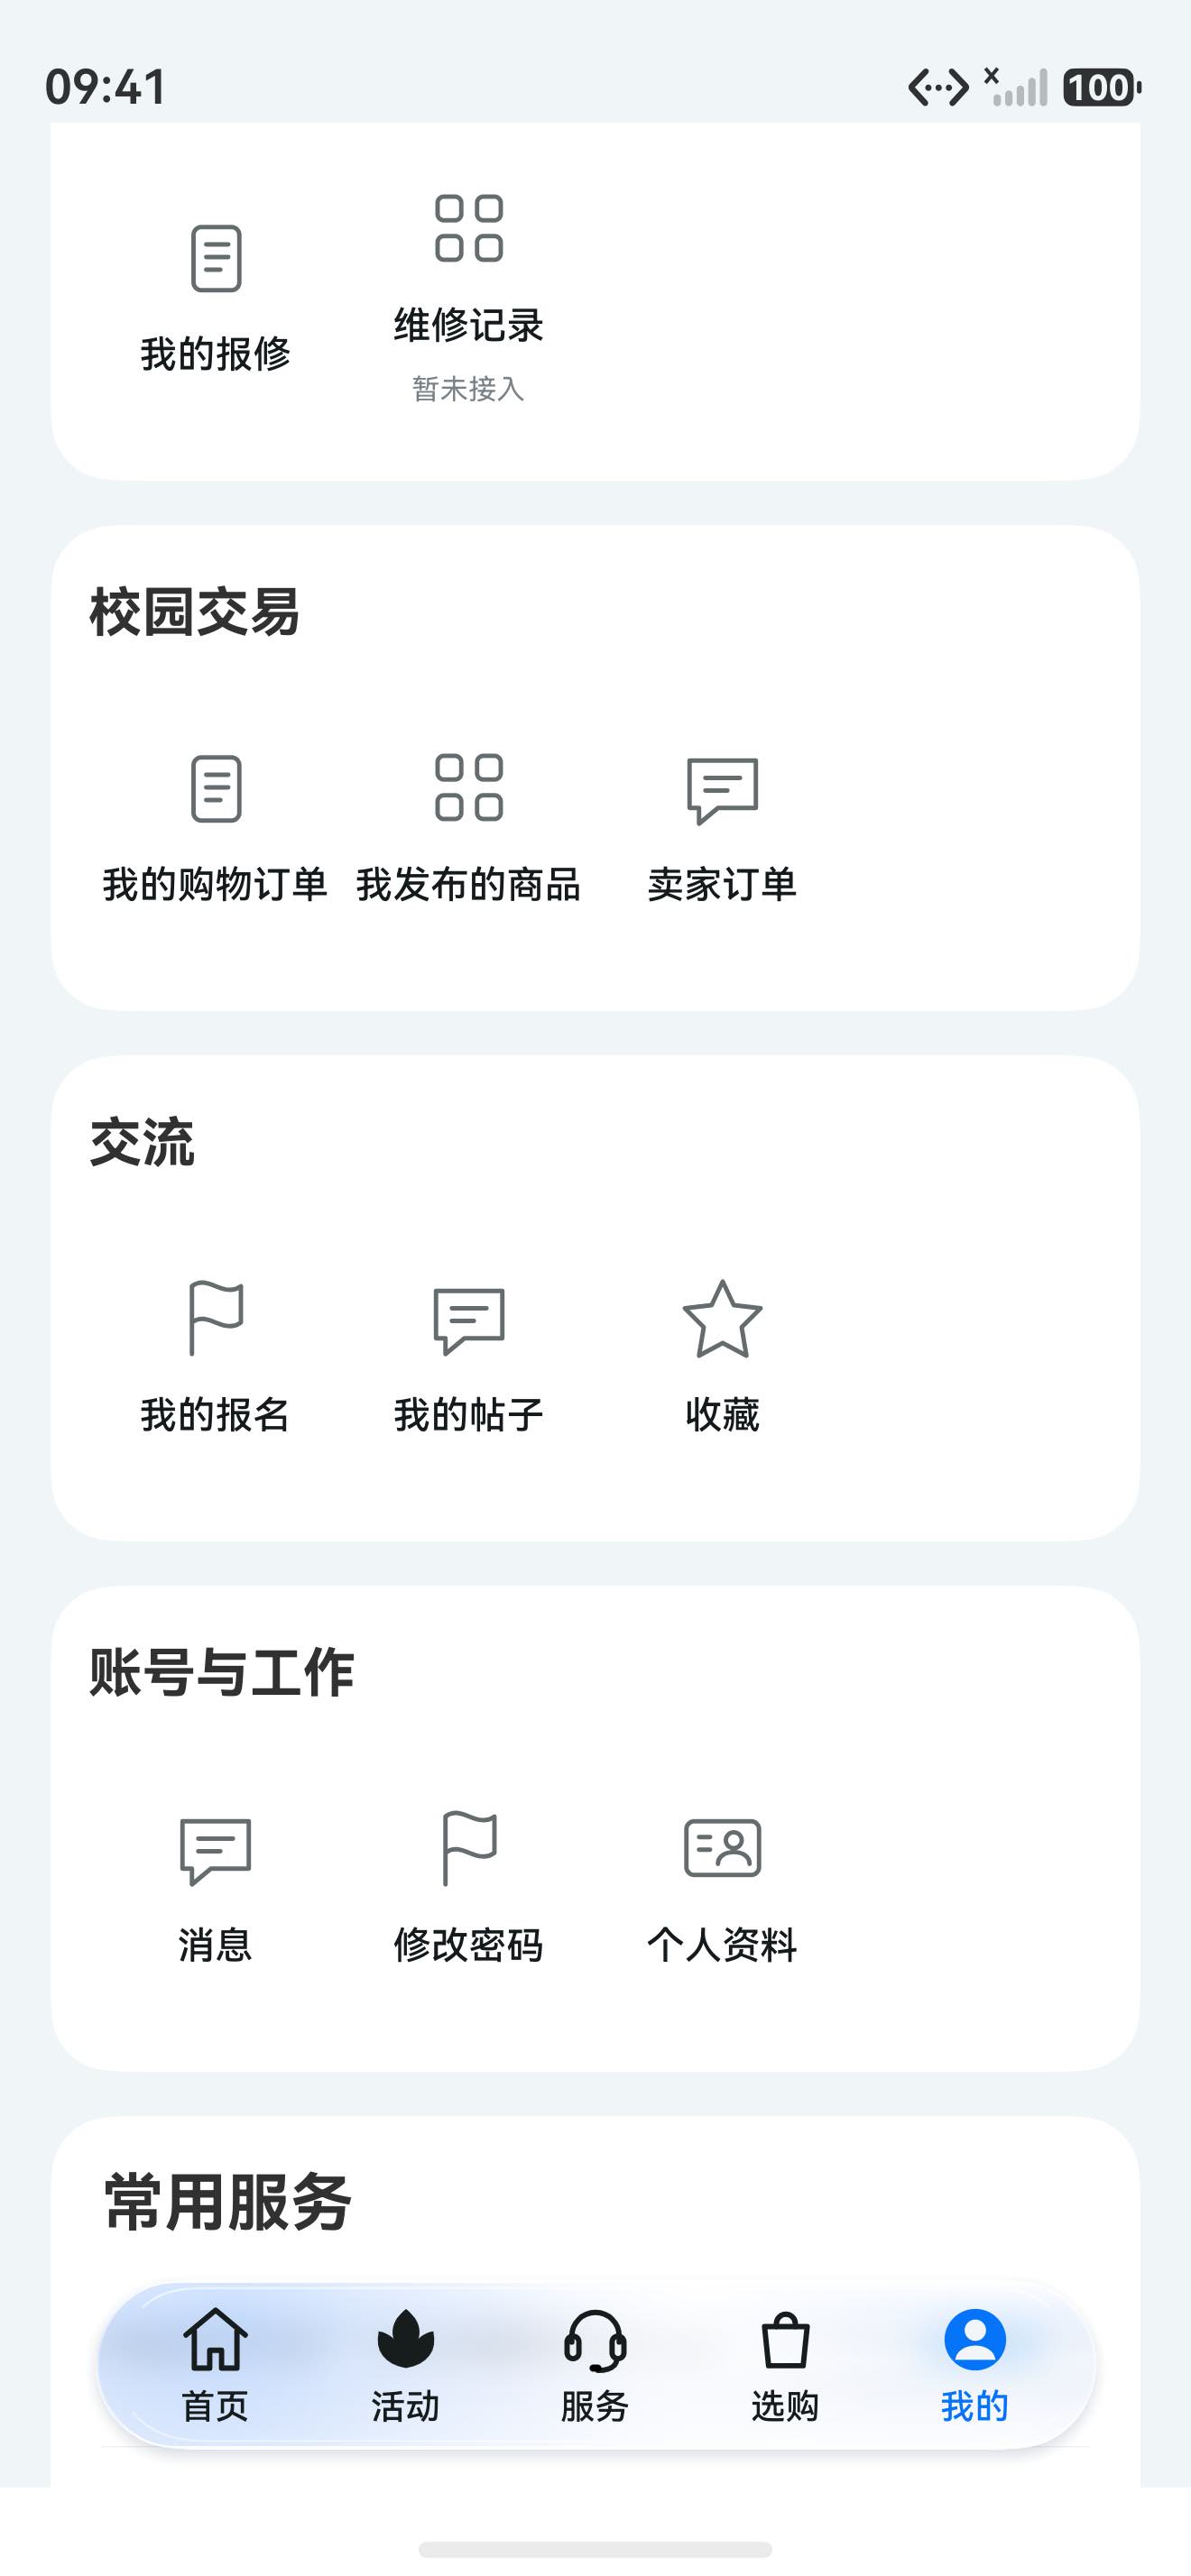 09:41
100
我的报修
维修记录
暂未接入
校园交易
我的购物订单
我发布的商品
卖家订单
交流
我的报名
我的帖子
收藏
账号与工作
消息
修改密码
个人资料
常用服务
首页
活动
服务
选购
我的